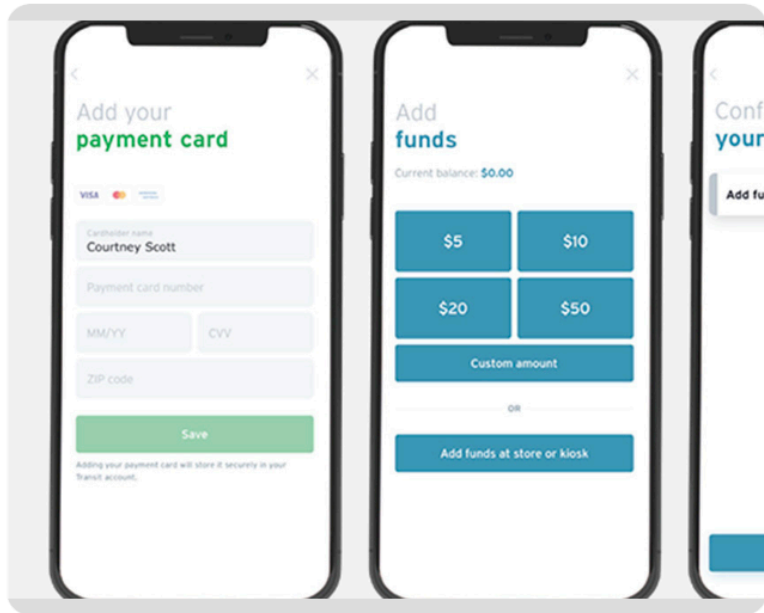 Add your
payment card
VISA
Cardholder name
Courtney Scott
Payment card number
MM/YY
CVV
ZIP code
Save
Adding your payment card will store it securely in your
Transit account.
Add
funds
Current balance: $0.00
$5
$10
$20
$50
Custom amount
OR
Add funds at store or kiosk
Conf
your
Add fu